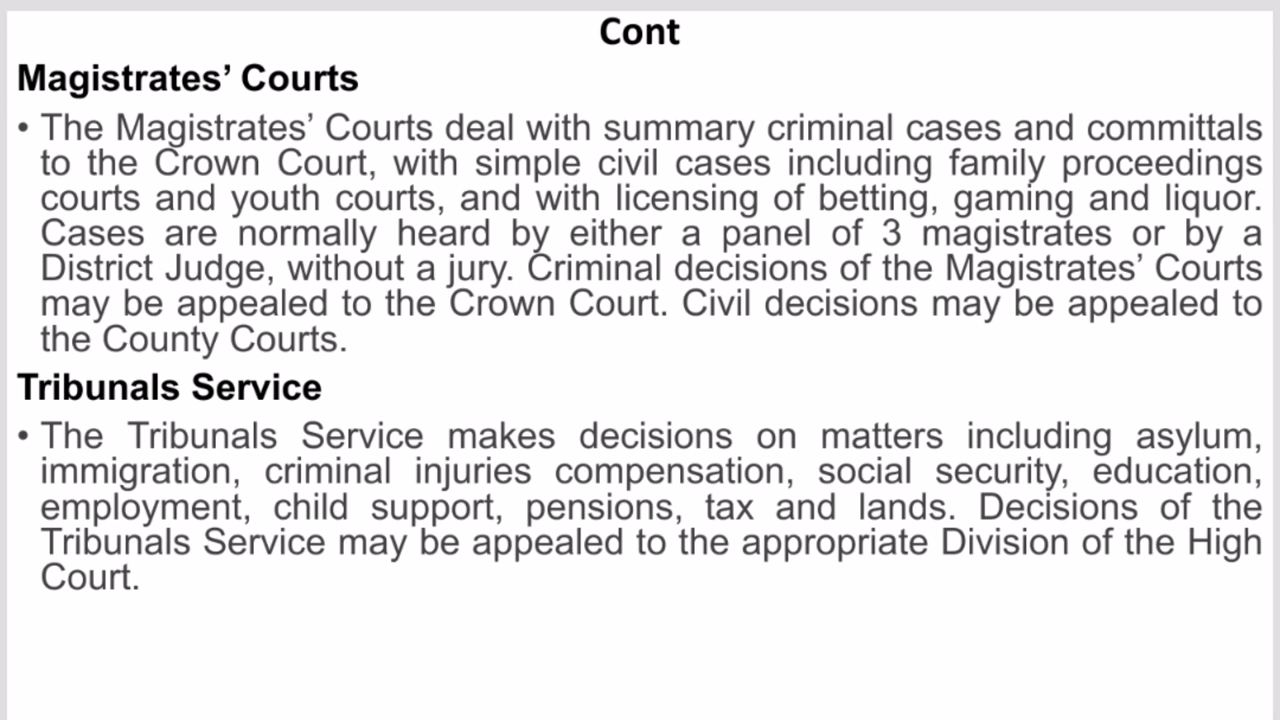 Cont
Magistrates’ Courts
• The Magistrates’ Courts deal with summary criminal cases and committals
to the Crown Court, with simple civil cases including family proceedings
courts and youth courts, and with licensing of betting, gaming and liquor.
Cases are normally heard by either a panel of 3 magistrates or by a
District Judge, without a jury. Criminal decisions of the Magistrates’ Courts
may be appealed to the Crown Court. Civil decisions may be appealed to
the County Courts.
Tribunals Service
• The Tribunals Service makes decisions on matters including asylum,
immigration, criminal injuries compensation, social security, education,
employment, child support, pensions, tax and lands. Decisions of the
Tribunals Service may be appealed to the appropriate Division of the High
Court.